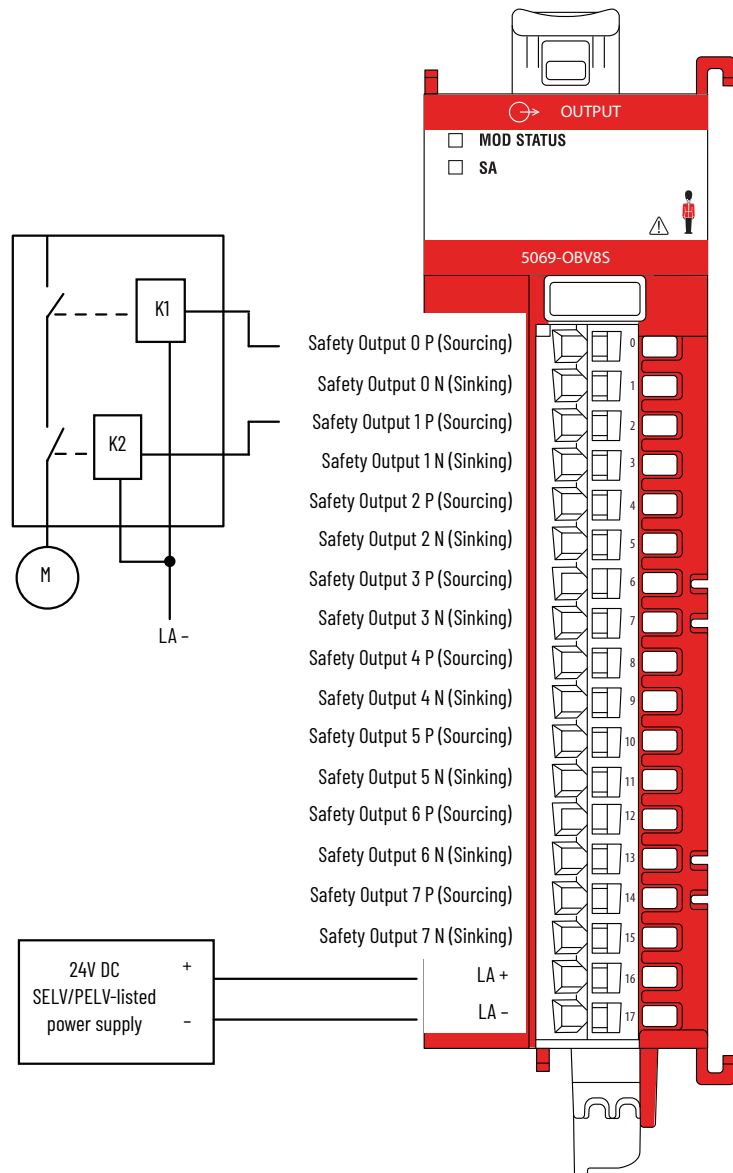 OUTPUT
MOD STATUS
SA
5069-OBV8S
K1
K2
M
LA –
Safety Output 0 P (Sourcing)
0
Safety Output 0 N (Sinking)
1
Safety Output 1 P (Sourcing)
2
Safety Output 1 N (Sinking)
3
Safety Output 2 P (Sourcing)
4
Safety Output 2 N (Sinking)
5
Safety Output 3 P (Sourcing)
6
Safety Output 3 N (Sinking)
7
Safety Output 4 P (Sourcing)
8
Safety Output 4 N (Sinking)
9
Safety Output 5 P (Sourcing)
10
Safety Output 5 N (Sinking)
11
Safety Output 6 P (Sourcing)
12
Safety Output 6 N (Sinking)
13
Safety Output 7 P (Sourcing)
14
Safety Output 7 N (Sinking)
15
LA +
16
LA –
17
24V DC +
SELV/PELV-listed
power supply –